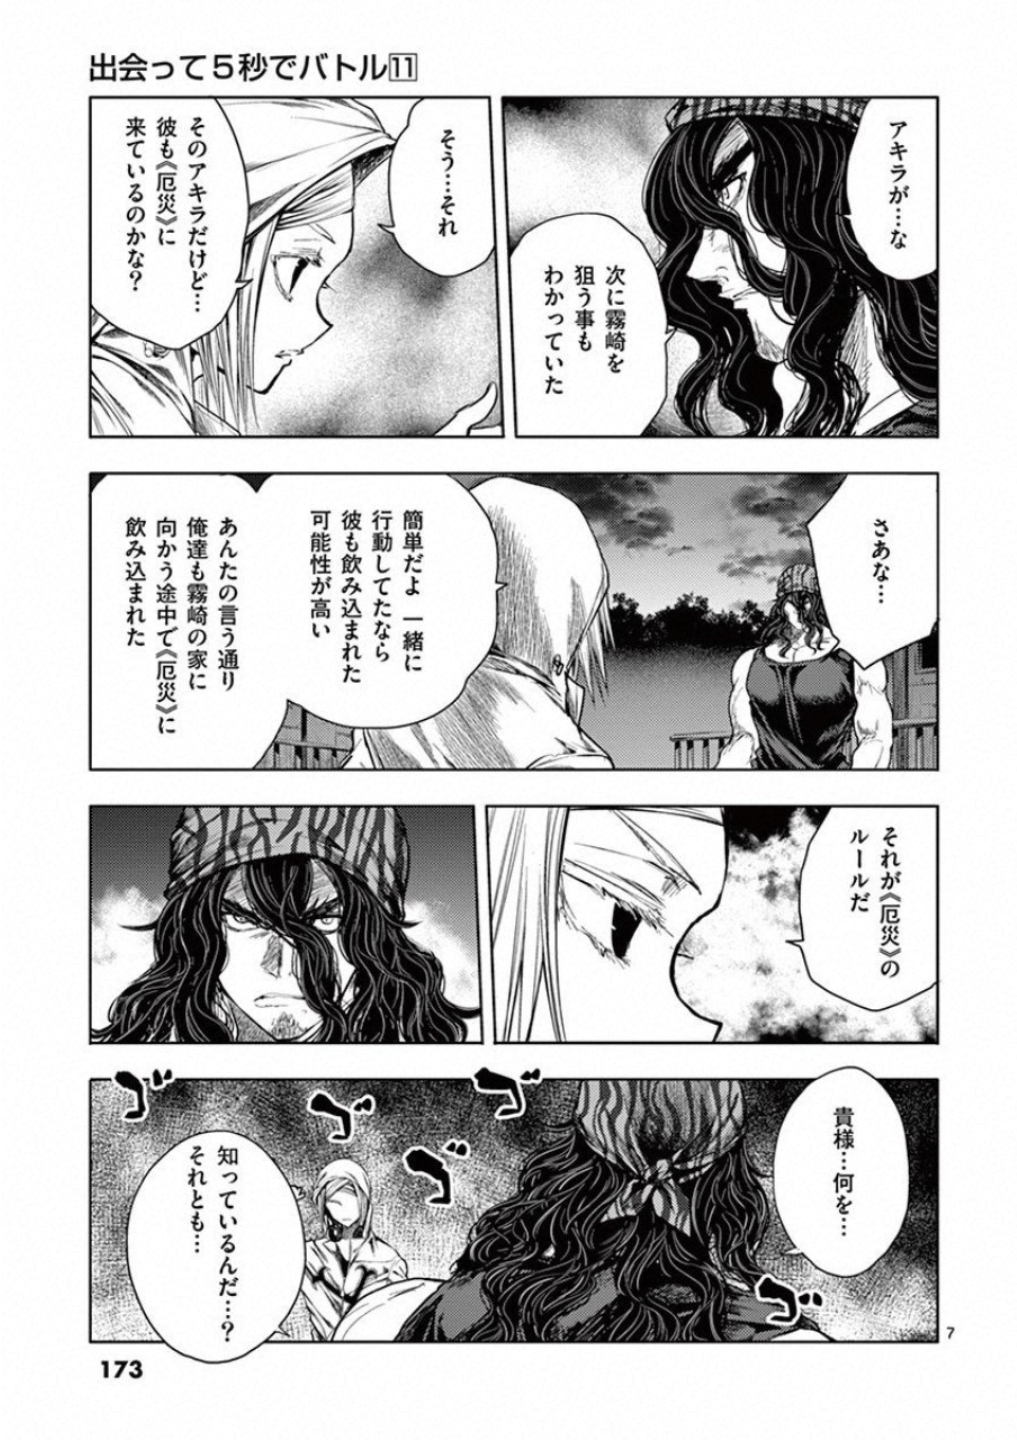 出会って5秒でバトル11
アキラが…な
次に霧崎を
狙う事も
わかっていた
そう…それ
そのアキラだけど…
彼も《厄災》に
来ているのかな?
さあな…
簡単だよ 一緒に
行動してたなら
彼も飲み込まれた
可能性が高い
あんたの言う通り
俺達も霧崎の家に
向かう途中で《厄災》に
飲み込まれた
それが《厄災》の
ルールだ
貴様…何を…
知っているんだ…?
それとも…
ゴ
ゴ
ゴ
ゴ
7
173